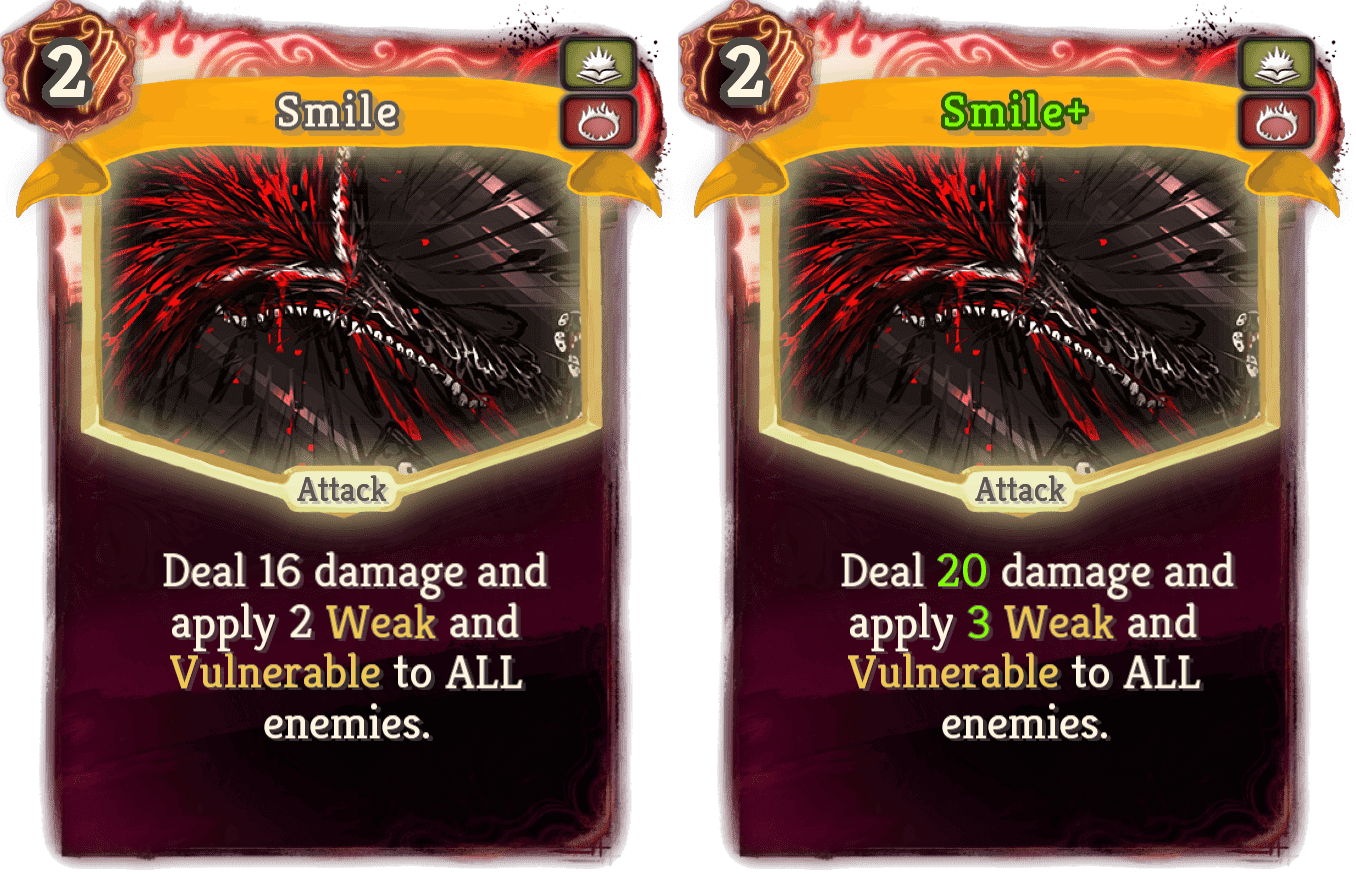 2
Smile
Attack
Deal 16 damage and
apply 2 Weak and
Vulnerable to ALL
enemies.
2
Smile+
Attack
Deal 20 damage and
apply 3 Weak and
Vulnerable to ALL
enemies.